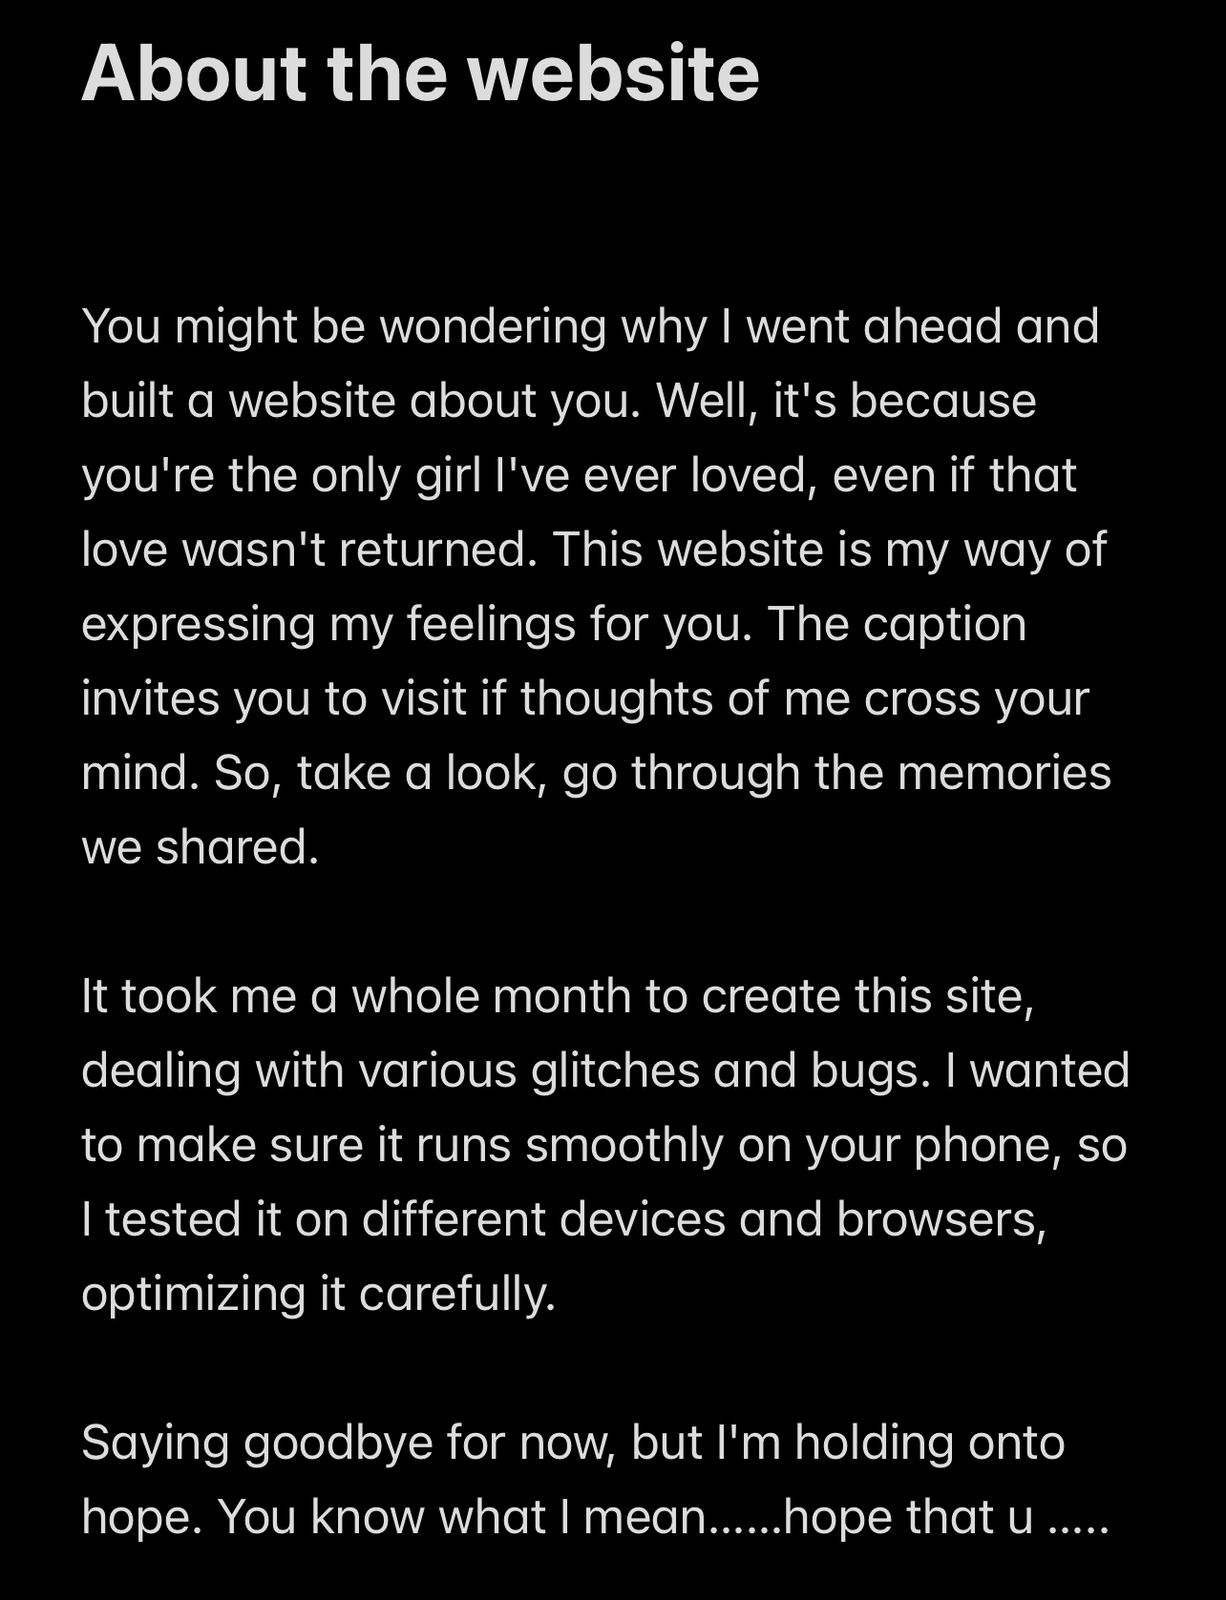 About the website
You might be wondering why I went ahead and
built a website about you. Well, it's because
you're the only girl I've ever loved, even if that
love wasn't returned. This website is my way of
expressing my feelings for you. The caption
invites you to visit if thoughts of me cross your
mind. So, take a look, go through the memories
we shared.
It took me a whole month to create this site,
dealing with various glitches and bugs. I wanted
to make sure it runs smoothly on your phone, so
I tested it on different devices and browsers,
optimizing it carefully.
Saying goodbye for now, but I'm holding onto
hope. You know what I mean......hope that u .....